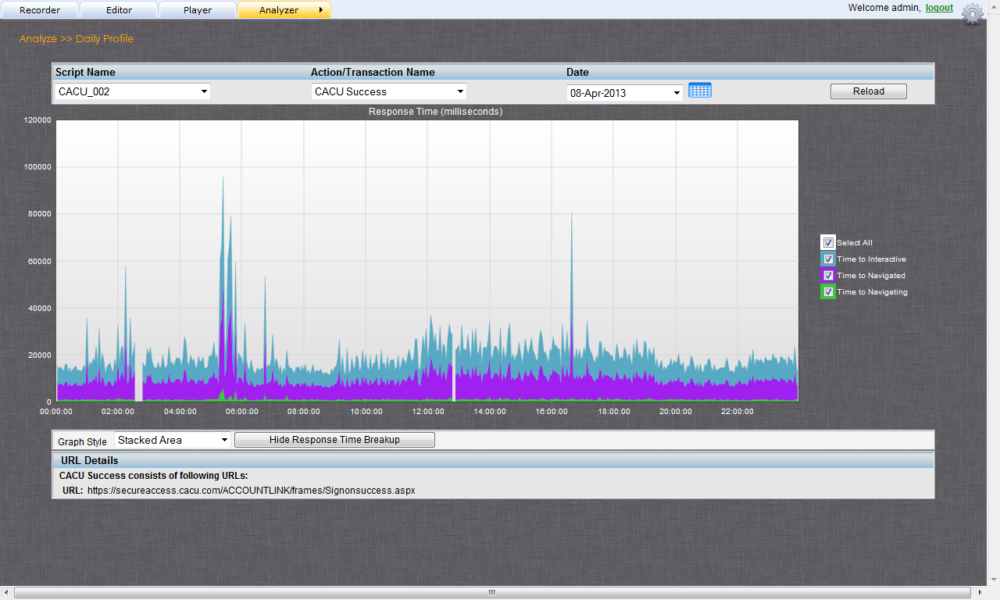 Recorder Editor Player Analyzer Welcome admin, logout
Analyze >> Daily Profile
Script Name Action/Transaction Name Date
CACU_002 CACU Success 08-Apr-2013 Reload
Response Time (milliseconds)
120000
100000
80000
60000
40000
20000
0
00:00:00 02:00:00 04:00:00 06:00:00 08:00:00 10:00:00 12:00:00 14:00:00 16:00:00 18:00:00 20:00:00 22:00:00
Select All
Time to Interactive
Time to Navigated
Time to Navigating
Graph Style Stacked Area Hide Response Time Breakup
URL Details
CACU Success consists of following URLs:
URL: https://secureaccess.cacu.com/ACCOUNTLINK/frames/Signonsuccess.aspx